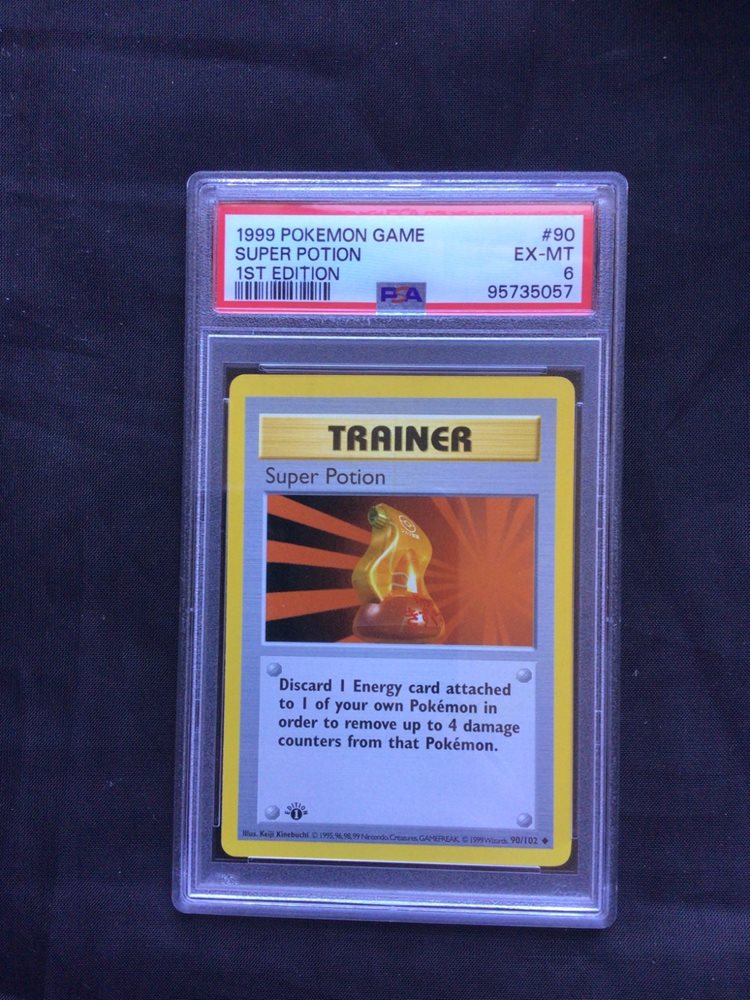 1999 POKEMON GAME #90
SUPER POTION EX-MT
1ST EDITION 6
PSA 95735057
TRAINER
Super Potion
Discard 1 Energy card attached
to 1 of your own Pokémon in
order to remove up to 4 damage
counters from that Pokémon.
EDITION
1
Illus. Keiji Kinebuchi © 1995, 96, 98, 99 Nintendo, Creatures, GAMEFREAK. © 1999 Wizards. 90/102